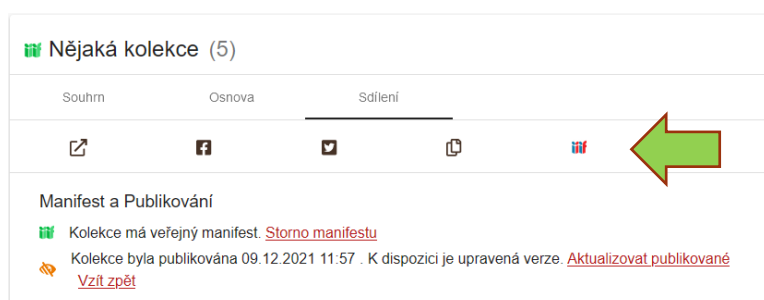 Nějaká kolekce (5)
Souhrn Osnova Sdílení
iiif
Manifest a Publikování
Kolekce má veřejný manifest. Storno manifestu
Kolekce byla publikována 09.12.2021 11:57 . K dispozici je upravená verze. Aktualizovat publikované
Vzít zpět